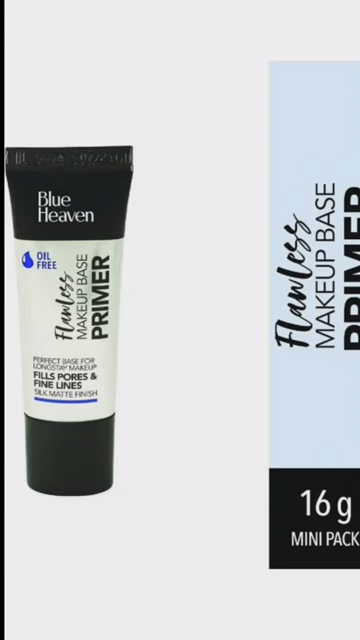 Blue
Heaven
OIL
FREE
Flawless
MAKEUP BASE
PRIMER
PERFECT BASE FOR
LONGSTAY MAKEUP
FILLS PORES &
FINE LINES
SILK MATTE FINISH
Flawless
MAKEUP BASE
PRIMER
16 g
MINI PACK